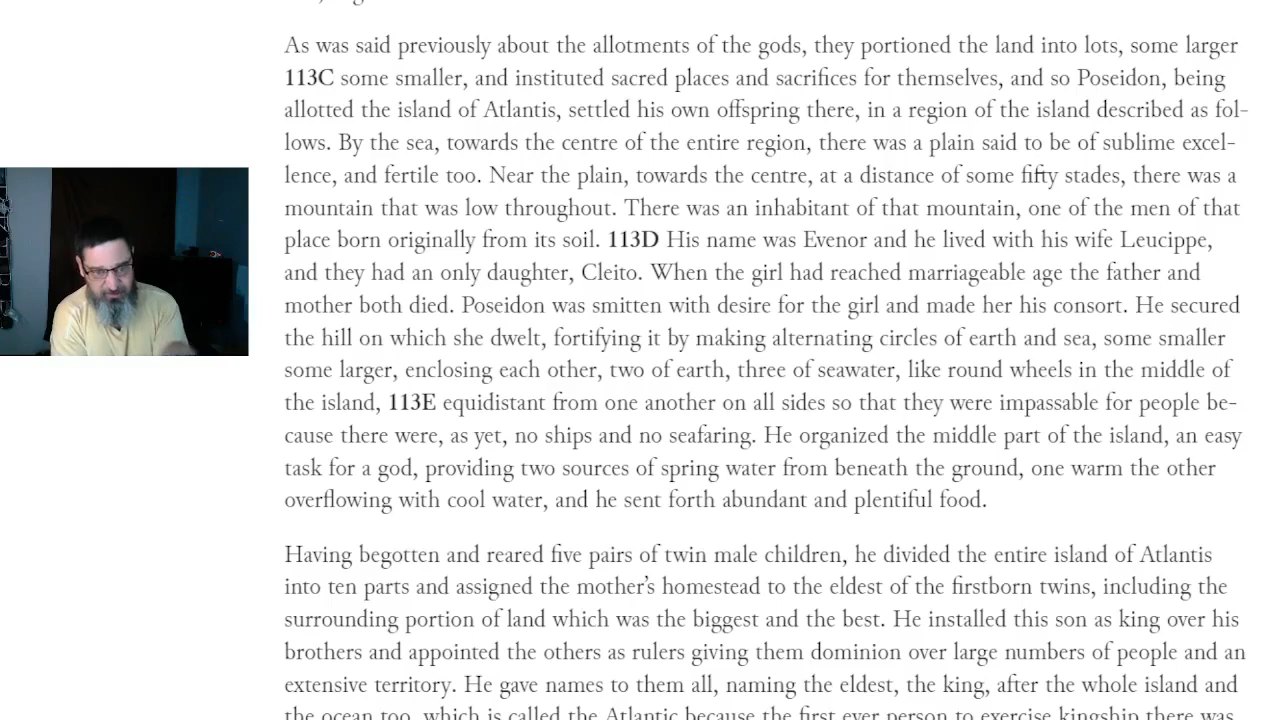 As was said previously about the allotments of the gods, they portioned the land into lots, some larger
113C some smaller, and instituted sacred places and sacrifices for themselves, and so Poseidon, being
allotted the island of Atlantis, settled his own offspring there, in a region of the island described as fol-
lows. By the sea, towards the centre of the entire region, there was a plain said to be of sublime excel-
lence, and fertile too. Near the plain, towards the centre, at a distance of some fifty stades, there was a
mountain that was low throughout. There was an inhabitant of that mountain, one of the men of that
place born originally from its soil. 113D His name was Evenor and he lived with his wife Leucippe,
and they had an only daughter, Cleito. When the girl had reached marriageable age the father and
mother both died. Poseidon was smitten with desire for the girl and made her his consort. He secured
the hill on which she dwelt, fortifying it by making alternating circles of earth and sea, some smaller
some larger, enclosing each other, two of earth, three of seawater, like round wheels in the middle of
the island, 113E equidistant from one another on all sides so that they were impassable for people be-
cause there were, as yet, no ships and no seafaring. He organized the middle part of the island, an easy
task for a god, providing two sources of spring water from beneath the ground, one warm the other
overflowing with cool water, and he sent forth abundant and plentiful food.
Having begotten and reared five pairs of twin male children, he divided the entire island of Atlantis
into ten parts and assigned the mother's homestead to the eldest of the firstborn twins, including the
surrounding portion of land which was the biggest and the best. He installed this son as king over his
brothers and appointed the others as rulers giving them dominion over large numbers of people and an
extensive territory. He gave names to them all, naming the eldest, the king, after the whole island and
the ocean too, which is called the Atlantic because the first ever person to exercise kingship there was